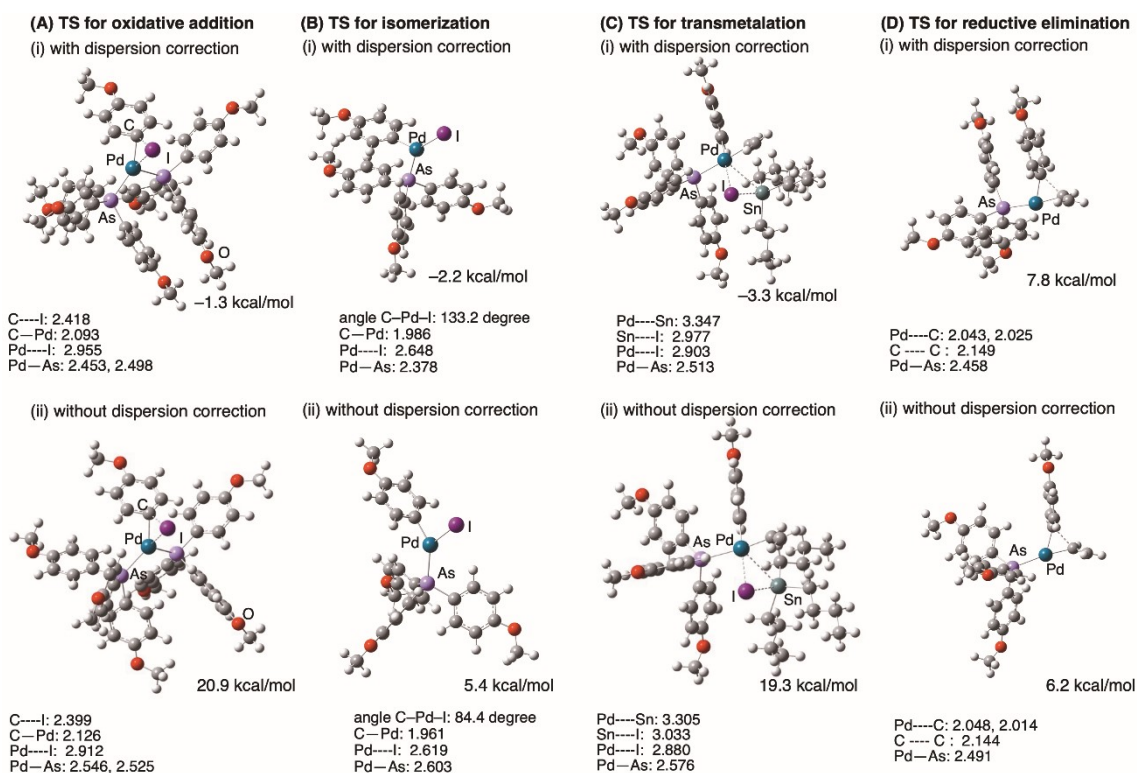 (A) TS for oxidative addition
(i) with dispersion correction
C
Pd
I
As
O
–1.3 kcal/mol
C----I: 2.418
C—Pd: 2.093
Pd----I: 2.955
Pd—As: 2.453, 2.498
(ii) without dispersion correction
C
Pd
I
As
O
20.9 kcal/mol
C----I: 2.399
C—Pd: 2.126
Pd----I: 2.912
Pd—As: 2.546, 2.525
(B) TS for isomerization
(i) with dispersion correction
Pd
I
As
–2.2 kcal/mol
angle C–Pd–I: 133.2 degree
C—Pd: 1.986
Pd----I: 2.648
Pd—As: 2.378
(ii) without dispersion correction
I
Pd
As
5.4 kcal/mol
angle C–Pd–I: 84.4 degree
C—Pd: 1.961
Pd----I: 2.619
Pd—As: 2.603
(C) TS for transmetalation
(i) with dispersion correction
Pd
As
I
Sn
–3.3 kcal/mol
Pd----Sn: 3.347
Sn----I: 2.977
Pd----I: 2.903
Pd—As: 2.513
(ii) without dispersion correction
As
Pd
I
Sn
19.3 kcal/mol
Pd----Sn: 3.305
Sn----I: 3.033
Pd----I: 2.880
Pd—As: 2.576
(D) TS for reductive elimination
(i) with dispersion correction
As
Pd
7.8 kcal/mol
Pd----C: 2.043, 2.025
C ---- C : 2.149
Pd—As: 2.458
(ii) without dispersion correction
As
Pd
6.2 kcal/mol
Pd----C: 2.048, 2.014
C ---- C : 2.144
Pd—As: 2.491